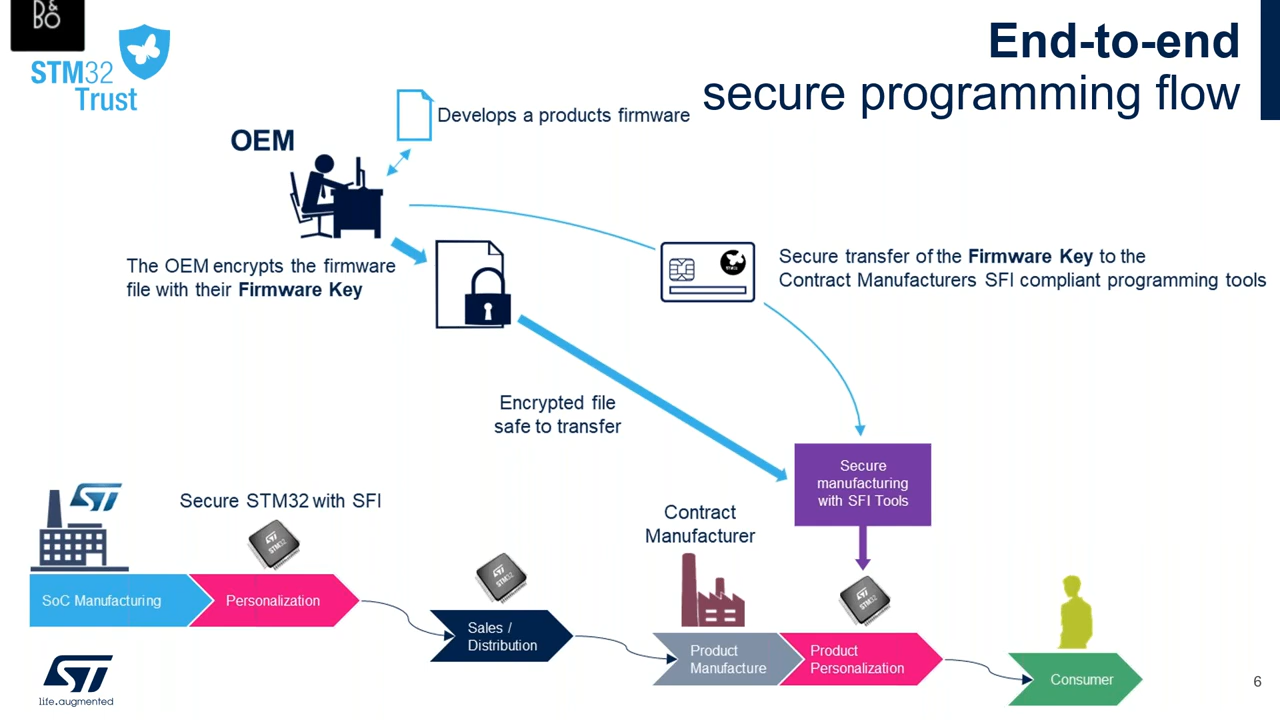 D&
BO
STM32
Trust
End-to-end
secure programming flow
Develops a products firmware
OEM
The OEM encrypts the firmware
file with their Firmware Key
Secure transfer of the Firmware Key to the
Contract Manufacturers SFI compliant programming tools
Encrypted file
safe to transfer
Secure
manufacturing
with SFI Tools
ST
Secure STM32 with SFI
Contract
Manufacturer
SoC Manufacturing
Personalization
Sales /
Distribution
Product
Manufacture
Product
Personalization
Consumer
ST
life.augmented
6